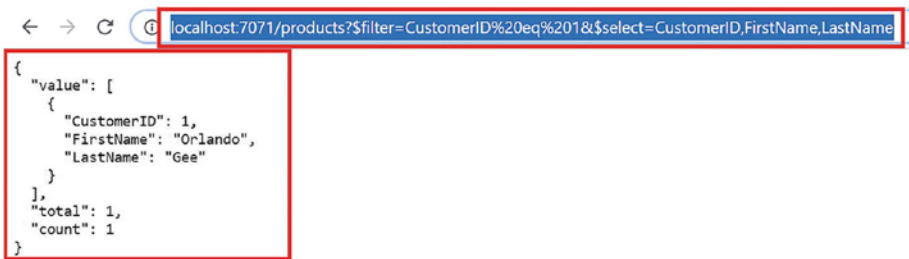 localhost:7071/products?$filter=CustomerID%20eq%201&$select=CustomerID,FirstName,LastName
{
  "value": [
    {
      "CustomerID": 1,
      "FirstName": "Orlando",
      "LastName": "Gee"
    }
  ],
  "total": 1,
  "count": 1
}